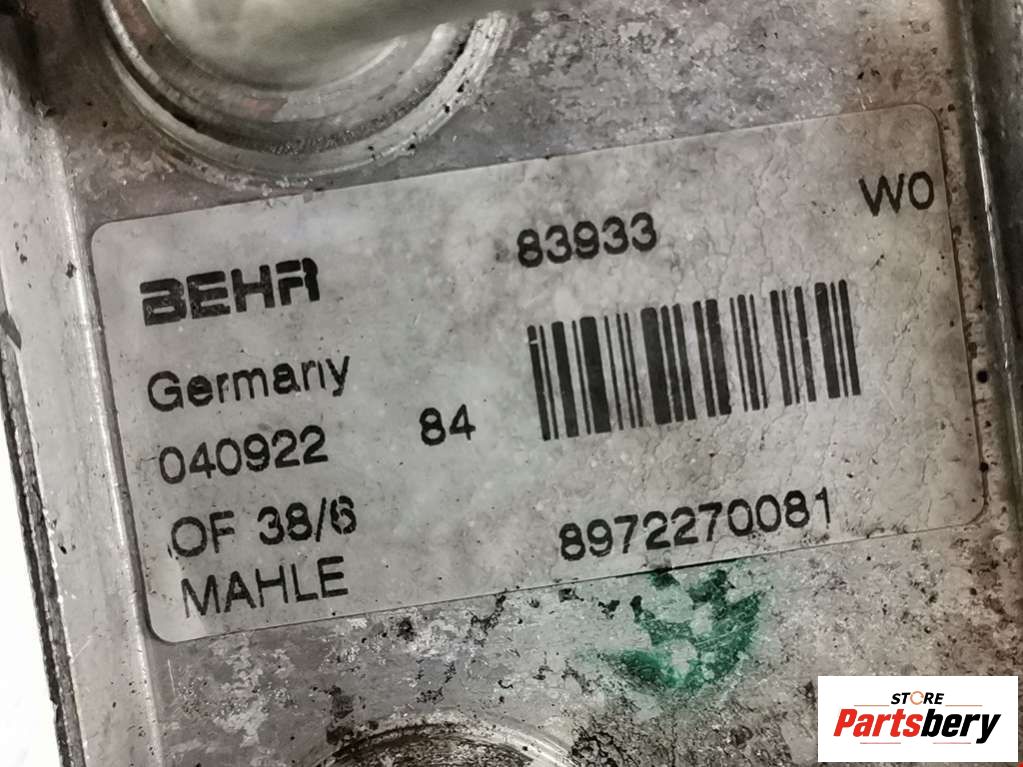 BEHR 83933 W0
Germany
040922 84
OF 38/6 8972270081
MAHLE
STORE
Partsbery